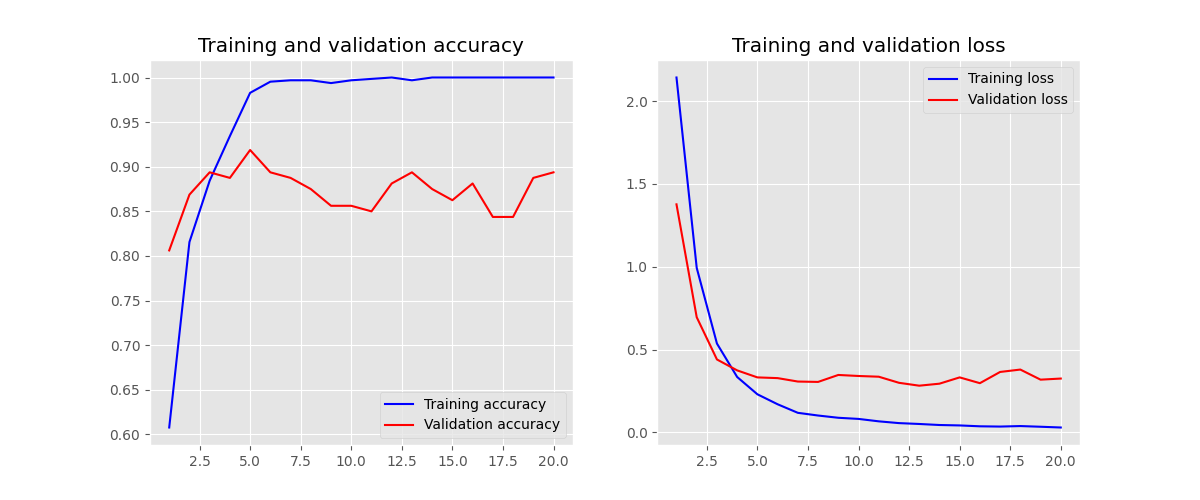 Training and validation accuracy
1.00
0.95
0.90
0.85
0.80
0.75
0.70
0.65
0.60
Training accuracy
Validation accuracy
2.5 5.0 7.5 10.0 12.5 15.0 17.5 20.0
Training and validation loss
Training loss
Validation loss
2.0
1.5
1.0
0.5
0.0
2.5 5.0 7.5 10.0 12.5 15.0 17.5 20.0